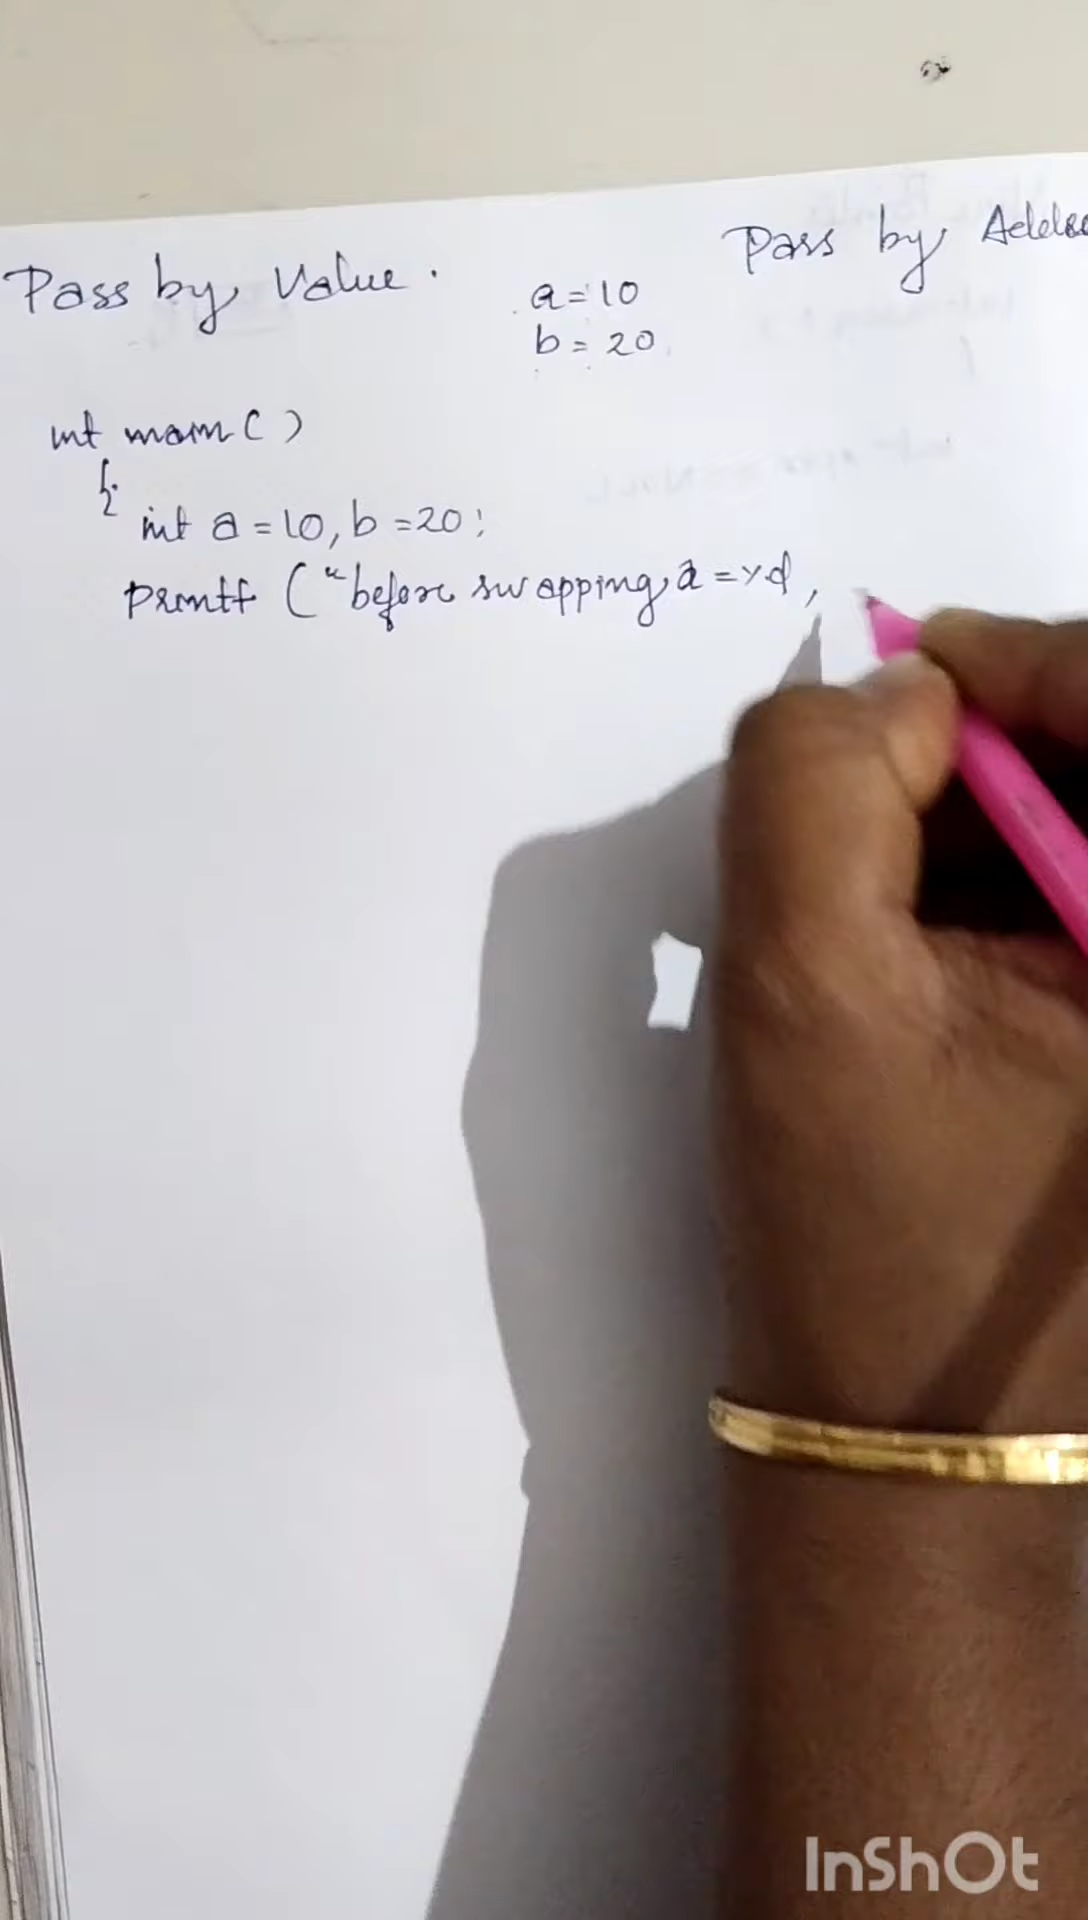 Pass by Value.
Pass by
a = 10
b = 20
int main ( )
{
int a = 10, b = 20;
printf ( " before swapping a = %d,
InShOt